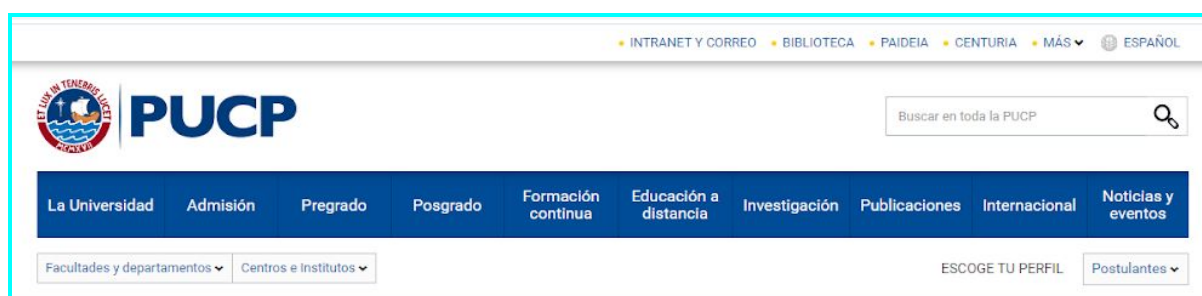 INTRANET Y CORREO BIBLIOTECA PAIDEIA CENTURIA MÁS ESPAÑOL
ET LUX IN TENEBRIS LUCET
MCMXVII
PUCP
Buscar en toda la PUCP
La Universidad Admisión Pregrado Posgrado Formación continua Educación a distancia Investigación Publicaciones Internacional Noticias y eventos
Facultades y departamentos Centros e Institutos ESCOGE TU PERFIL Postulantes